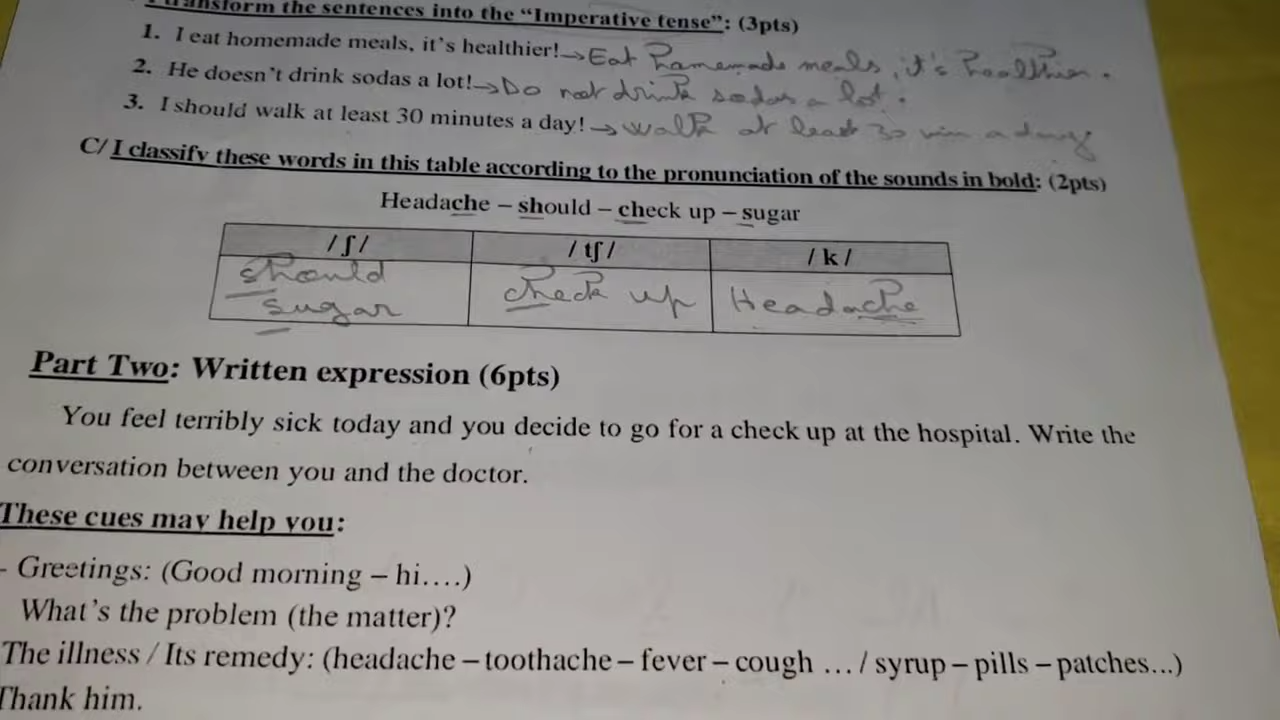 Transform the sentences into the "Imperative tense": (3pts)
1. I eat homemade meals, it's healthier!→Eat homemade meals, it's healthier.
2. He doesn't drink sodas a lot!→Do not drink sodas a lot.
3. I should walk at least 30 minutes a day!→walk at least 30 min a day
C/ I classify these words in this table according to the pronunciation of the sounds in bold: (2pts)
Headache – should – check up – sugar
/ ʃ / / tʃ / / k /
should check up Headache
sugar
Part Two: Written expression (6pts)
You feel terribly sick today and you decide to go for a check up at the hospital. Write the
conversation between you and the doctor.
These cues may help you:
- Greetings: (Good morning – hi….)
What's the problem (the matter)?
The illness / Its remedy: (headache – toothache – fever – cough … / syrup – pills – patches...)
Thank him.